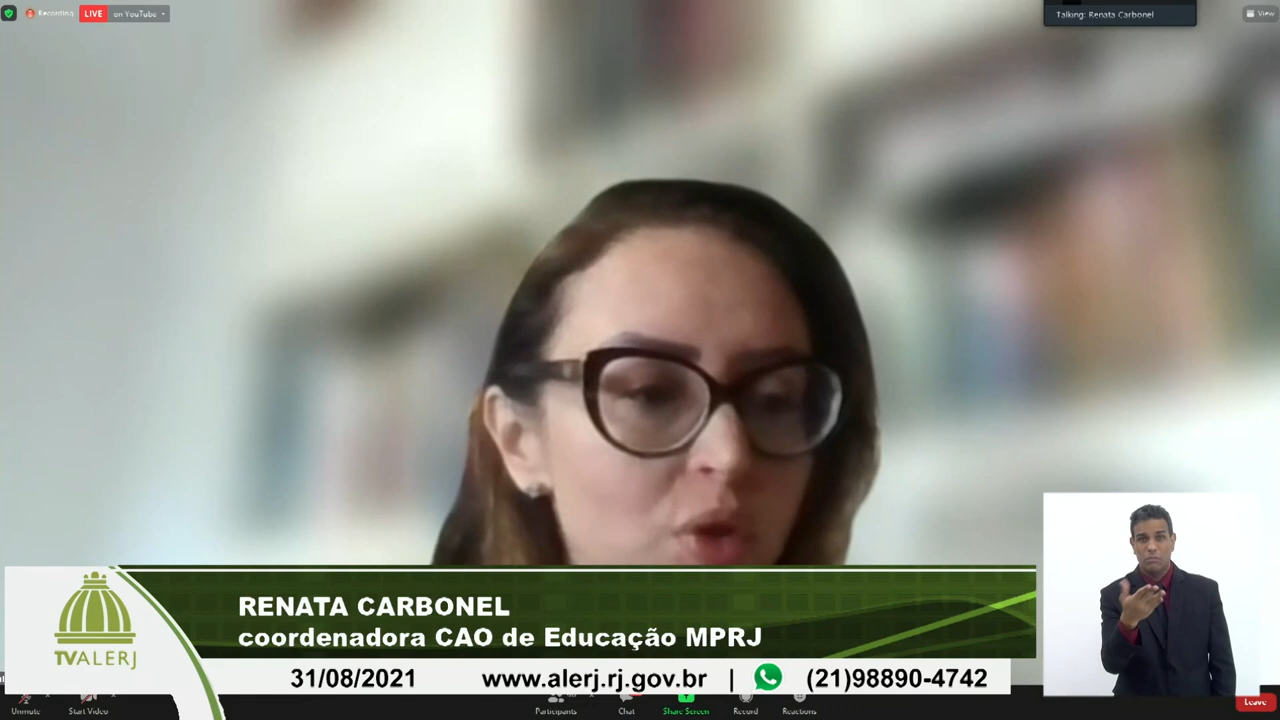 Recording
LIVE on YouTube
Talking: Renata Carbonel
View
RENATA CARBONEL
coordenadora CAO de Educação MPRJ
TVALERJ
31/08/2021 www.alerj.rj.gov.br | (21)98890-4742
Unmute Start Video Participants Chat Share Screen Record Reactions Leave